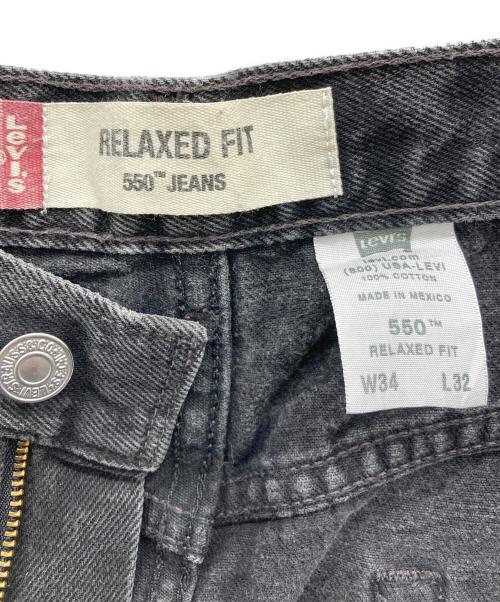 Levi's
®
RELAXED FIT
550™ JEANS
Levi's
levi.com
(800) USA-LEVI
100% COTTON
MADE IN MEXICO
550™
RELAXED FIT
W34 L32